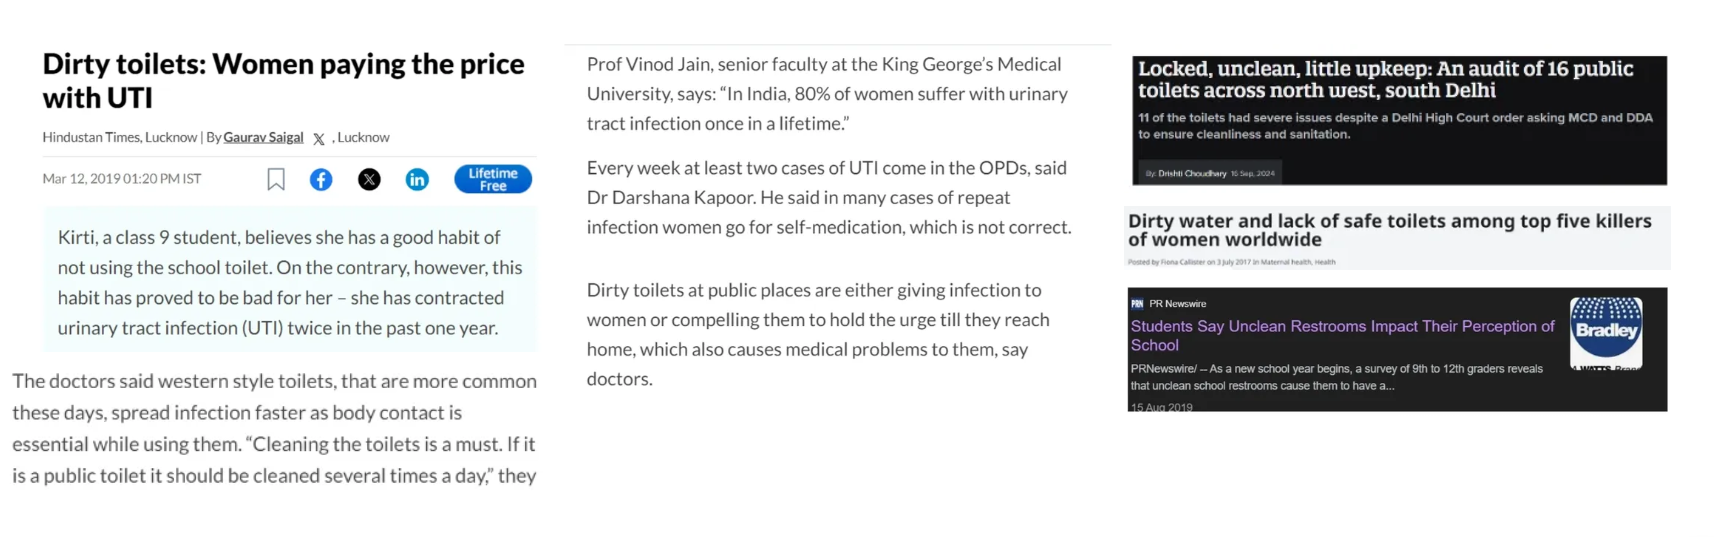 Dirty toilets: Women paying the price
with UTI
Hindustan Times, Lucknow | By Gaurav Saigal X , Lucknow
Mar 12, 2019 01:20 PM IST
Lifetime
Free
Kirti, a class 9 student, believes she has a good habit of
not using the school toilet. On the contrary, however, this
habit has proved to be bad for her – she has contracted
urinary tract infection (UTI) twice in the past one year.
The doctors said western style toilets, that are more common
these days, spread infection faster as body contact is
essential while using them. “Cleaning the toilets is a must. If it
is a public toilet it should be cleaned several times a day,” they
Prof Vinod Jain, senior faculty at the King George’s Medical
University, says: “In India, 80% of women suffer with urinary
tract infection once in a lifetime.”
Every week at least two cases of UTI come in the OPDs, said
Dr Darshana Kapoor. He said in many cases of repeat
infection women go for self-medication, which is not correct.
Dirty toilets at public places are either giving infection to
women or compelling them to hold the urge till they reach
home, which also causes medical problems to them, say
doctors.
Locked, unclean, little upkeep: An audit of 16 public
toilets across north west, south Delhi
11 of the toilets had severe issues despite a Delhi High Court order asking MCD and DDA
to ensure cleanliness and sanitation.
By: Drishti Choudhary 15 Sep, 2024
Dirty water and lack of safe toilets among top five killers
of women worldwide
Posted by Fiona Callister on 3 July 2017 in Maternal health, Health
PRN PR Newswire
Students Say Unclean Restrooms Impact Their Perception of
School
PRNewswire/ -- As a new school year begins, a survey of 9th to 12th graders reveals
that unclean school restrooms cause them to have a...
15 Aug 2019
Bradley